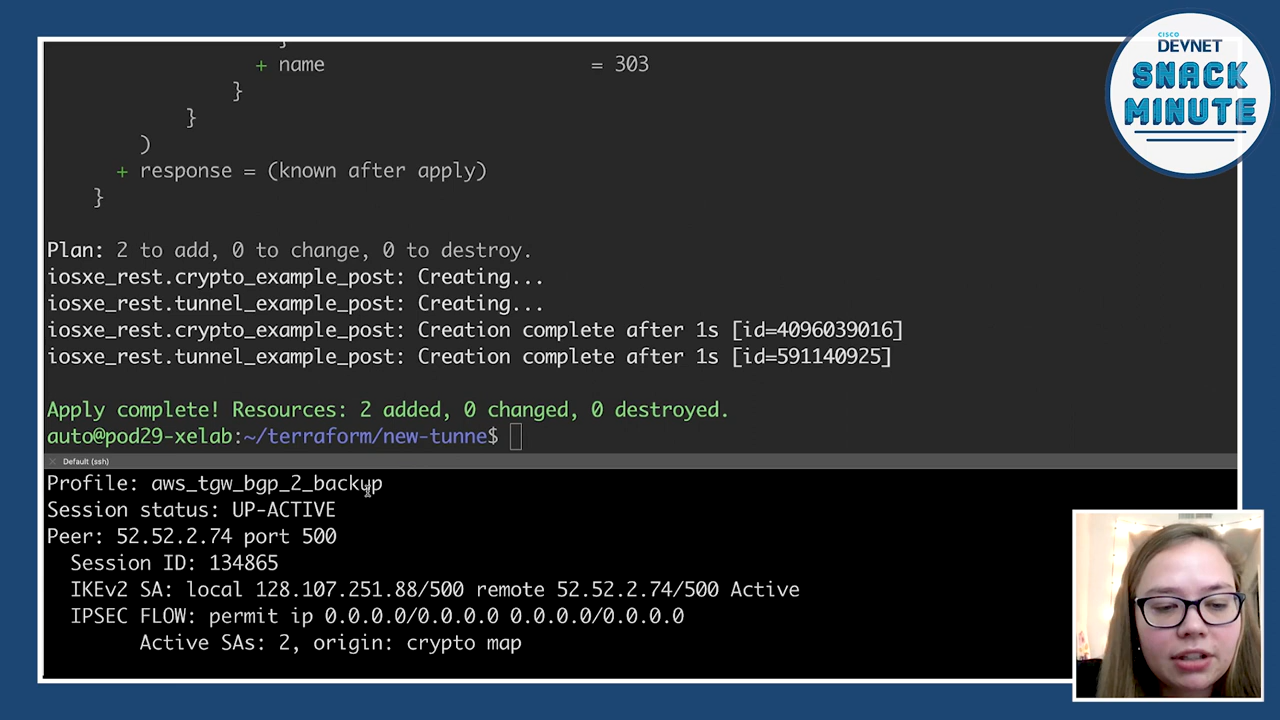 CISCO
DEVNET
SNACK
MINUTE
}
+ name = 303
}
}
)
+ response = (known after apply)
}
Plan: 2 to add, 0 to change, 0 to destroy.
iosxe_rest.crypto_example_post: Creating...
iosxe_rest.tunnel_example_post: Creating...
iosxe_rest.crypto_example_post: Creation complete after 1s [id=4096039016]
iosxe_rest.tunnel_example_post: Creation complete after 1s [id=591140925]
Apply complete! Resources: 2 added, 0 changed, 0 destroyed.
auto@pod29-xelab:~/terraform/new-tunne$
Default (ssh)
Profile: aws_tgw_bgp_2_backup
Session status: UP-ACTIVE
Peer: 52.52.2.74 port 500
Session ID: 134865
IKEv2 SA: local 128.107.251.88/500 remote 52.52.2.74/500 Active
IPSEC FLOW: permit ip 0.0.0.0/0.0.0.0 0.0.0.0/0.0.0.0
Active SAs: 2, origin: crypto map